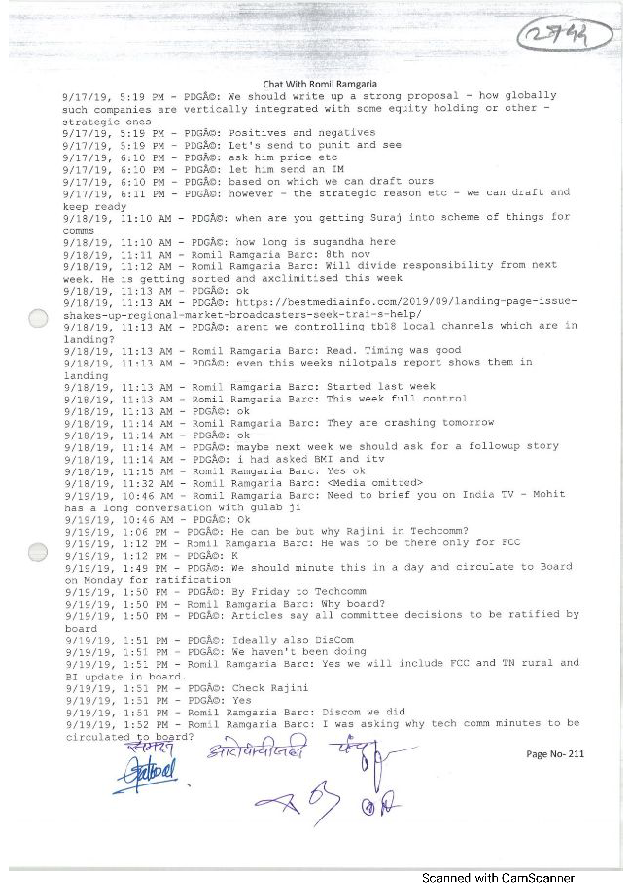 2744
Chat With Romil Ramgaria
9/17/19, 5:19 PM - PDGÃ©: We should write up a strong proposal - how globally
such companies are vertically integrated with some equity holding or other -
strategic ones
9/17/19, 5:19 PM - PDGÃ©: Positives and negatives
9/17/19, 5:19 PM - PDGÃ©: Let's send to punit and see
9/17/19, 6:10 PM - PDGÃ©: ask him price etc
9/17/19, 6:10 PM - PDGÃ©: let him send an IM
9/17/19, 6:10 PM - PDGÃ©: based on which we can draft ours
9/17/19, 6:11 PM - PDGÃ©: however - the strategic reason etc - we can draft and
keep ready
9/18/19, 11:10 AM - PDGÃ©: when are you getting Suraj into scheme of things for
comms
9/18/19, 11:10 AM - PDGÃ©: how long is sugandha here
9/18/19, 11:11 AM - Romil Ramgaria Barc: 8th nov
9/18/19, 11:12 AM - Romil Ramgaria Barc: Will divide responsibility from next
week. He is getting sorted and axclimitised this week
9/18/19, 11:13 AM - PDGÃ©: ok
9/18/19, 11:13 AM - PDGÃ©: https://bestmediainfo.com/2019/09/landing-page-issue-
shakes-up-regional-market-broadcasters-seek-trai-s-help/
9/18/19, 11:13 AM - PDGÃ©: arent we controlling tb18 local channels which are in
landing?
9/18/19, 11:13 AM - Romil Ramgaria Barc: Read. Timing was good
9/18/19, 11:13 AM - PDGÃ©: even this weeks nilotpals report shows them in
landing
9/18/19, 11:13 AM - Romil Ramgaria Barc: Started last week
9/18/19, 11:13 AM - Romil Ramgaria Barc: This week full control
9/18/19, 11:13 AM - PDGÃ©: ok
9/18/19, 11:14 AM - Romil Ramgaria Barc: They are crashing tomorrow
9/18/19, 11:14 AM - PDGÃ©: ok
9/18/19, 11:14 AM - PDGÃ©: maybe next week we should ask for a followup story
9/18/19, 11:14 AM - PDGÃ©: i had asked BMI and itv
9/18/19, 11:15 AM - Romil Ramgaria Barc: Yes ok
9/18/19, 11:32 AM - Romil Ramgaria Barc: <Media omitted>
9/19/19, 10:46 AM - Romil Ramgaria Barc: Need to brief you on India TV - Mohit
has a long conversation with gulab ji
9/19/19, 10:46 AM - PDGÃ©: Ok
9/19/19, 1:06 PM - PDGÃ©: He can be but why Rajini in Techcomm?
9/19/19, 1:12 PM - Romil Ramgaria Barc: He was to be there only for FCC
9/19/19, 1:12 PM - PDGÃ©: K
9/19/19, 1:49 PM - PDGÃ©: We should minute this in a day and circulate to Board
on Monday for ratification
9/19/19, 1:50 PM - PDGÃ©: By Friday to Techcomm
9/19/19, 1:50 PM - Romil Ramgaria Barc: Why board?
9/19/19, 1:50 PM - PDGÃ©: Articles say all committee decisions to be ratified by
board
9/19/19, 1:51 PM - PDGÃ©: Ideally also DisCom
9/19/19, 1:51 PM - PDGÃ©: We haven't been doing
9/19/19, 1:51 PM - Romil Ramgaria Barc: Yes we will include FCC and TN rural and
BI update in board.
9/19/19, 1:51 PM - PDGÃ©: Check Rajini
9/19/19, 1:51 PM - PDGÃ©: Yes
9/19/19, 1:51 PM - Romil Ramgaria Barc: Discom we did
9/19/19, 1:52 PM - Romil Ramgaria Barc: I was asking why tech comm minutes to be
circulated to board?
Page No- 211
Scanned with CamScanner